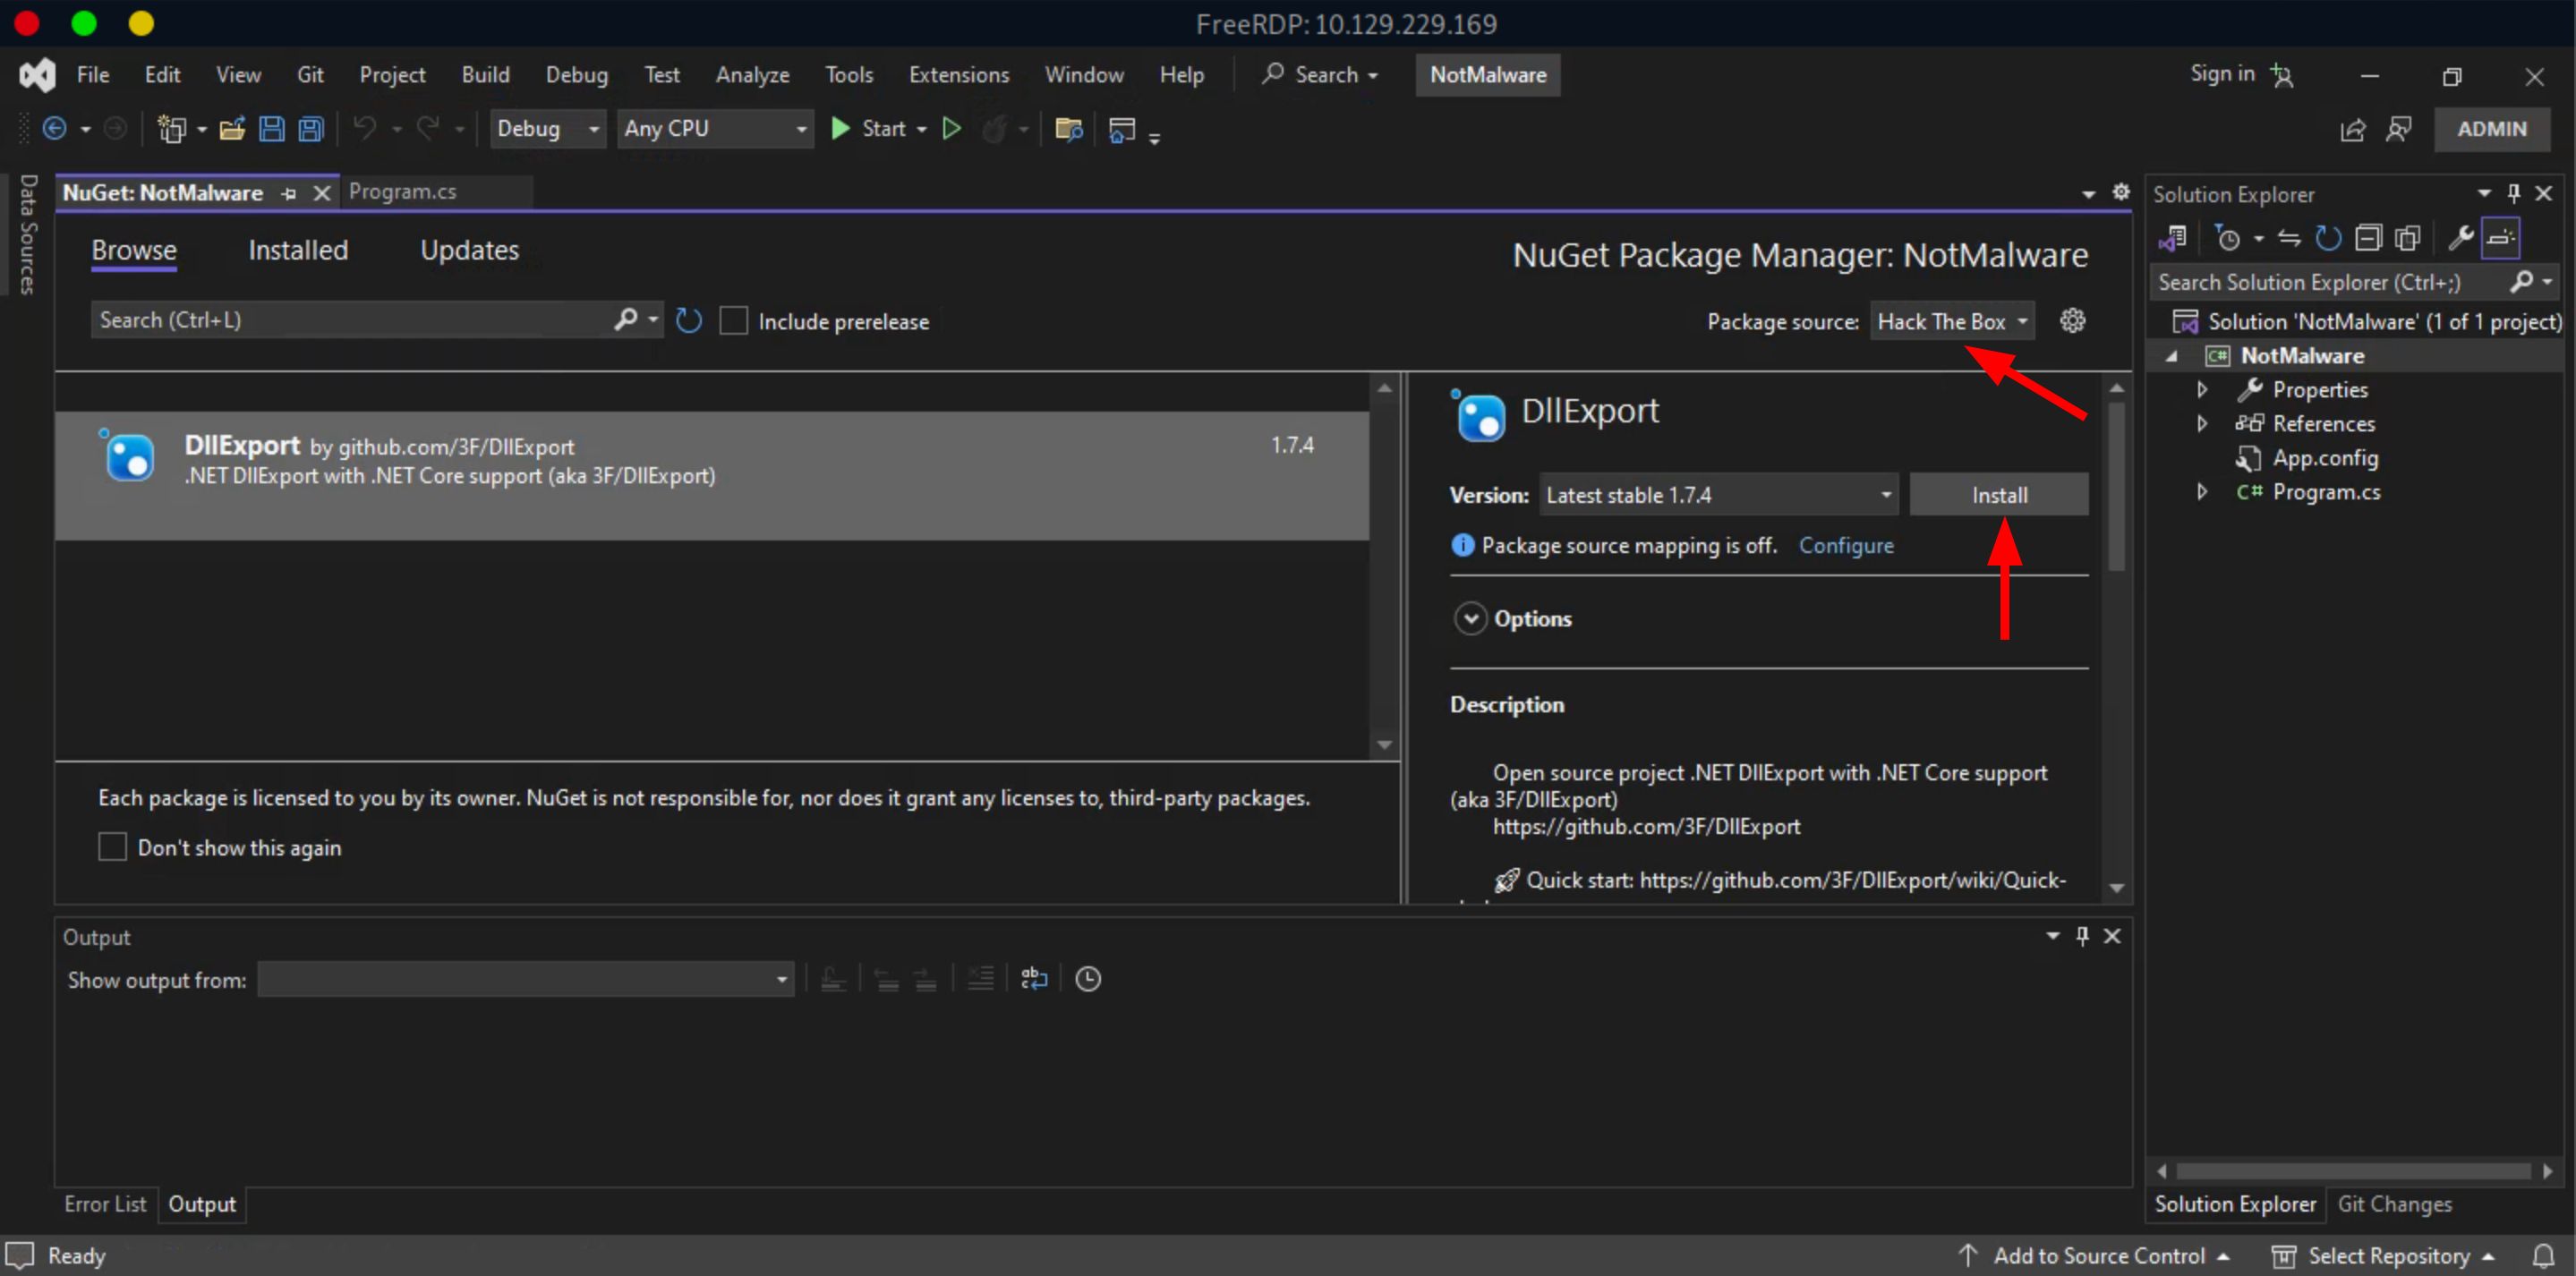 FreeRDP: 10.129.229.169
File Edit View Git Project Build Debug Test Analyze Tools Extensions Window Help Search NotMalware Sign in
Debug Any CPU Start ADMIN
Data Sources
NuGet: NotMalware Program.cs
Browse Installed Updates
NuGet Package Manager: NotMalware
Search (Ctrl+L) Include prerelease
Package source: Hack The Box
DllExport by github.com/3F/DllExport 1.7.4
.NET DllExport with .NET Core support (aka 3F/DllExport)
Each package is licensed to you by its owner. NuGet is not responsible for, nor does it grant any licenses to, third-party packages.
Don't show this again
DllExport
Version: Latest stable 1.7.4 Install
Package source mapping is off. Configure
Options
Description
Open source project .NET DllExport with .NET Core support
(aka 3F/DllExport)
https://github.com/3F/DllExport
Quick start: https://github.com/3F/DllExport/wiki/Quick-
Output
Show output from:
Error List Output
Solution Explorer
Search Solution Explorer (Ctrl+;)
Solution 'NotMalware' (1 of 1 project)
C# NotMalware
Properties
References
App.config
C# Program.cs
Solution Explorer Git Changes
Ready Add to Source Control Select Repository